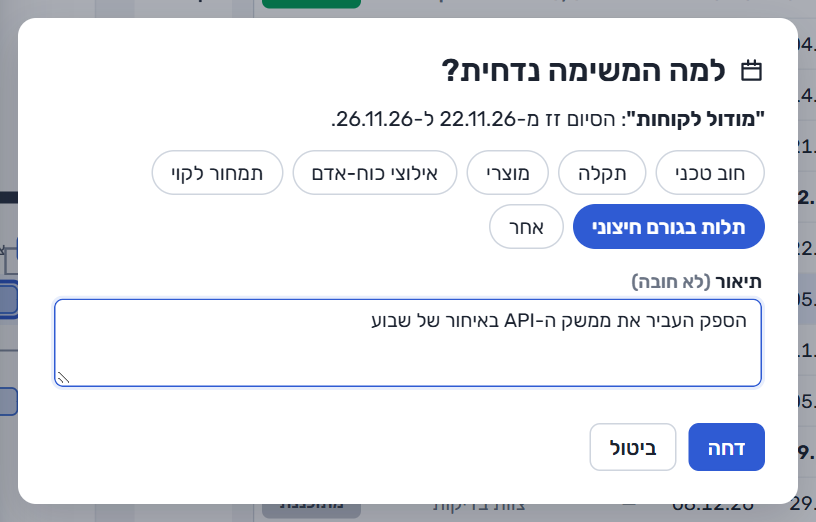 למה המשימה נדחית?
"מודול לקוחות": הסיום זז מ-22.11.26 ל-26.11.26.
חוב טכני
תקלה
מוצרי
אילוצי כוח-אדם
תמחור לקוי
תלות בגורם חיצוני
אחר
תיאור (לא חובה)
הספק העביר את ממשק ה-API באיחור של שבוע
דחה
ביטול
צוות בדיקות